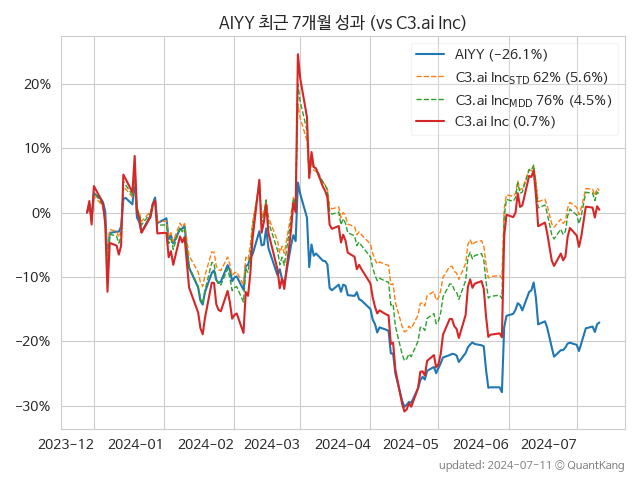 AIYY 최근 7개월 성과 (vs C3.ai Inc)
AIYY (−26.1%)
C3.ai IncSTD 62% (5.6%)
C3.ai IncMDD 76% (4.5%)
C3.ai Inc (0.7%)
20%
10%
0%
−10%
−20%
−30%
2023-12 2024-01 2024-02 2024-03 2024-04 2024-05 2024-06 2024-07
updated: 2024-07-11 © QuantKang